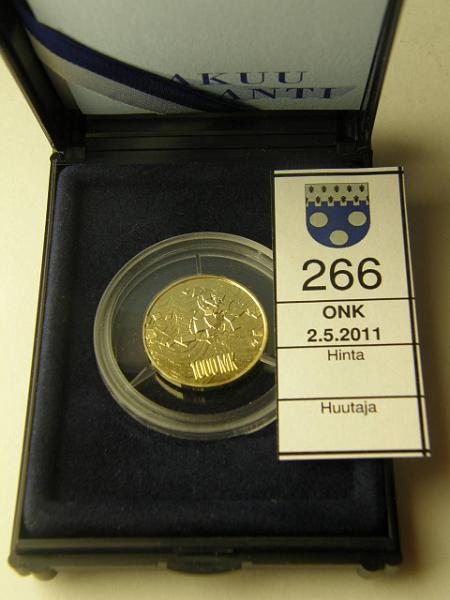 AKUU
ANTI
266
ONK
2.5.2011
Hinta
Huutaja
1000 MK